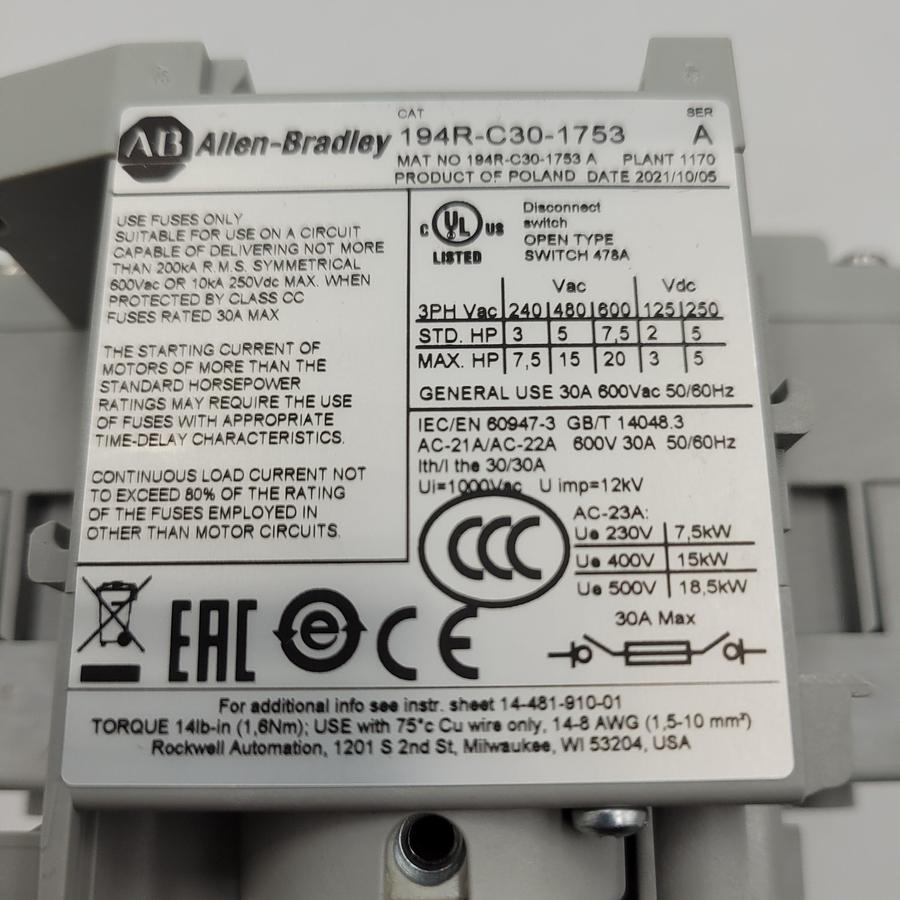 CAT SER
AB Allen-Bradley 194R-C30-1753 A
MAT NO 194R-C30-1753 A PLANT 1170
PRODUCT OF POLAND DATE 2021/10/05
USE FUSES ONLY
SUITABLE FOR USE ON A CIRCUIT
CAPABLE OF DELIVERING NOT MORE
THAN 200kA R.M.S. SYMMETRICAL
600Vac OR 10kA 250Vdc MAX. WHEN
PROTECTED BY CLASS CC
FUSES RATED 30A MAX
THE STARTING CURRENT OF
MOTORS OF MORE THAN THE
STANDARD HORSEPOWER
RATINGS MAY REQUIRE THE USE
OF FUSES WITH APPROPRIATE
TIME-DELAY CHARACTERISTICS.
CONTINUOUS LOAD CURRENT NOT
TO EXCEED 80% OF THE RATING
OF THE FUSES EMPLOYED IN
OTHER THAN MOTOR CIRCUITS.
C UL US
LISTED
Disconnect
switch
OPEN TYPE
SWITCH 478A
Vac Vdc
3PH Vac 240 480 600 125 250
STD. HP 3 5 7,5 2 5
MAX. HP 7,5 15 20 3 5
GENERAL USE 30A 600Vac 50/60Hz
IEC/EN 60947-3 GB/T 14048.3
AC-21A/AC-22A 600V 30A 50/60Hz
Ith/I the 30/30A
Ui=1000Vac U imp=12kV
CCC
AC-23A:
Ue 230V 7,5kW
Ue 400V 15kW
Ue 500V 18,5kW
30A Max
EAC e CE
For additional info see instr. sheet 14-481-910-01
TORQUE 14lb-in (1,6Nm); USE with 75°c Cu wire only, 14-8 AWG (1,5-10 mm²)
Rockwell Automation, 1201 S 2nd St, Milwaukee, WI 53204, USA